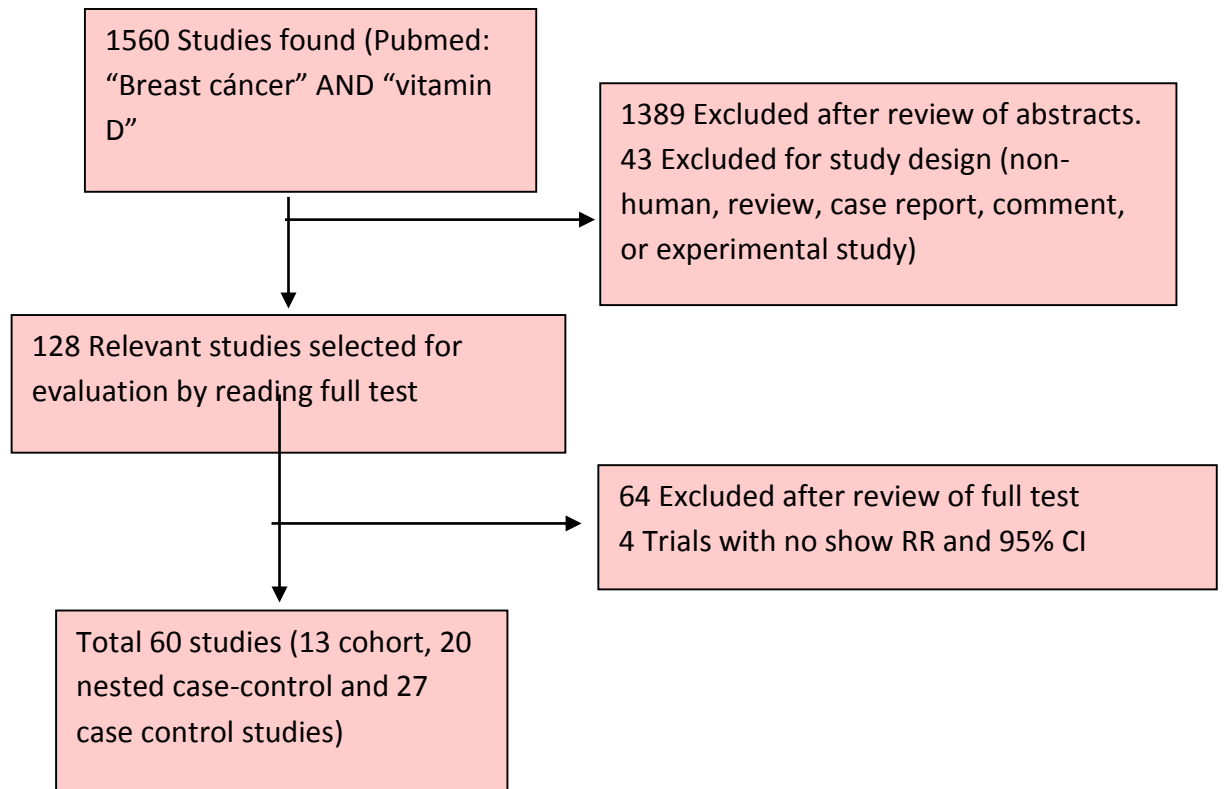 1560 Studies found (Pubmed:
“Breast cáncer” AND “vitamin
D”
1389 Excluded after review of abstracts.
43 Excluded for study design (non-
human, review, case report, comment,
or experimental study)
128 Relevant studies selected for
evaluation by reading full test
64 Excluded after review of full test
4 Trials with no show RR and 95% CI
Total 60 studies (13 cohort, 20
nested case-control and 27
case control studies)